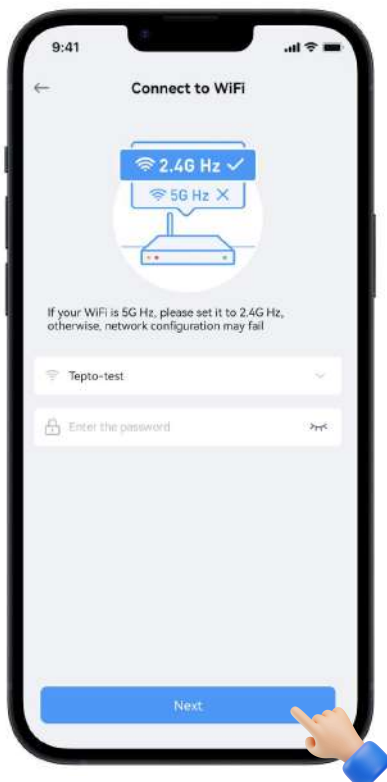 9:41
Connect to WiFi
2.4G Hz
5G Hz
If your WiFi is 5G Hz, please set it to 2.4G Hz,
otherwise, network configuration may fail
Tepto-test
Enter the password
Next